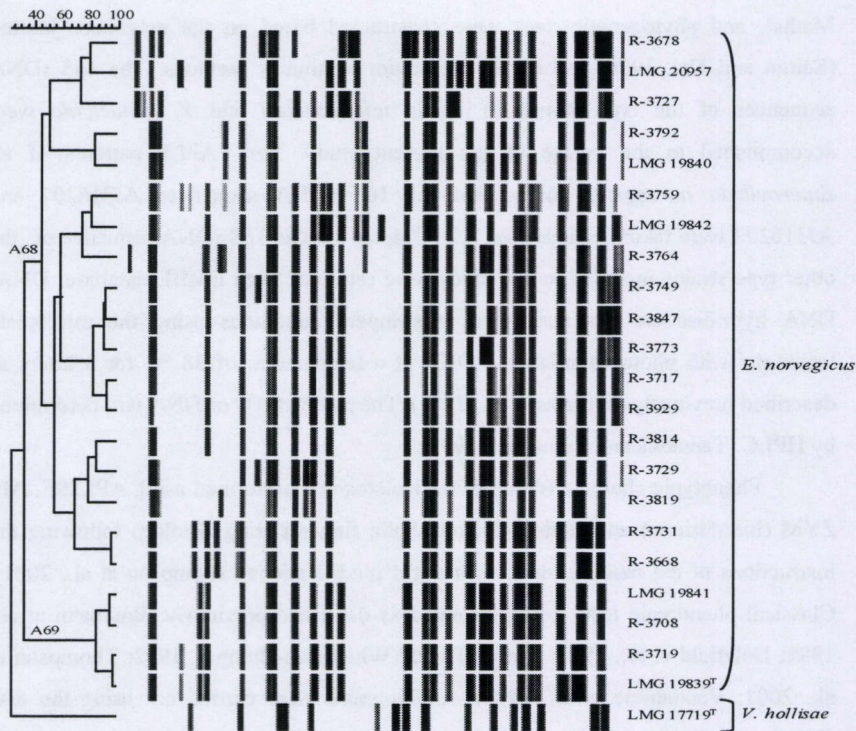 40 60 80 100
R-3678
LMG 20957
R-3727
R-3792
LMG 19840
R-3759
LMG 19842
A68
R-3764
R-3749
R-3847
R-3773
R-3717
E. norvegicus
R-3929
R-3814
R-3729
R-3819
R-3731
R-3668
LMG 19841
A69
R-3708
R-3719
LMG 19839T
LMG 17719T
V. hollisae